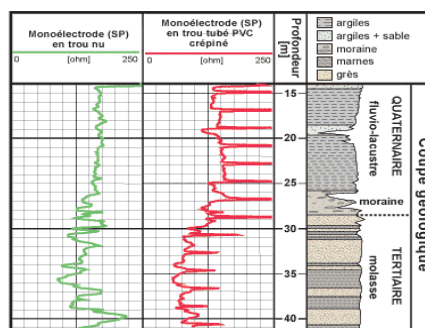 Monoélectrode (SP)
en trou nu
0 [ohm] 250
Monoélectrode (SP)
en trou tubé PVC
crépiné
0 [ohm] 250
Profondeur
[m]
argiles
argiles + sable
moraine
marnes
grès
15
20
25
30
35
40
QUATERNAIRE
fluvio-lacustre
moraine
TERTIAIRE
molasse
Coupe géologique